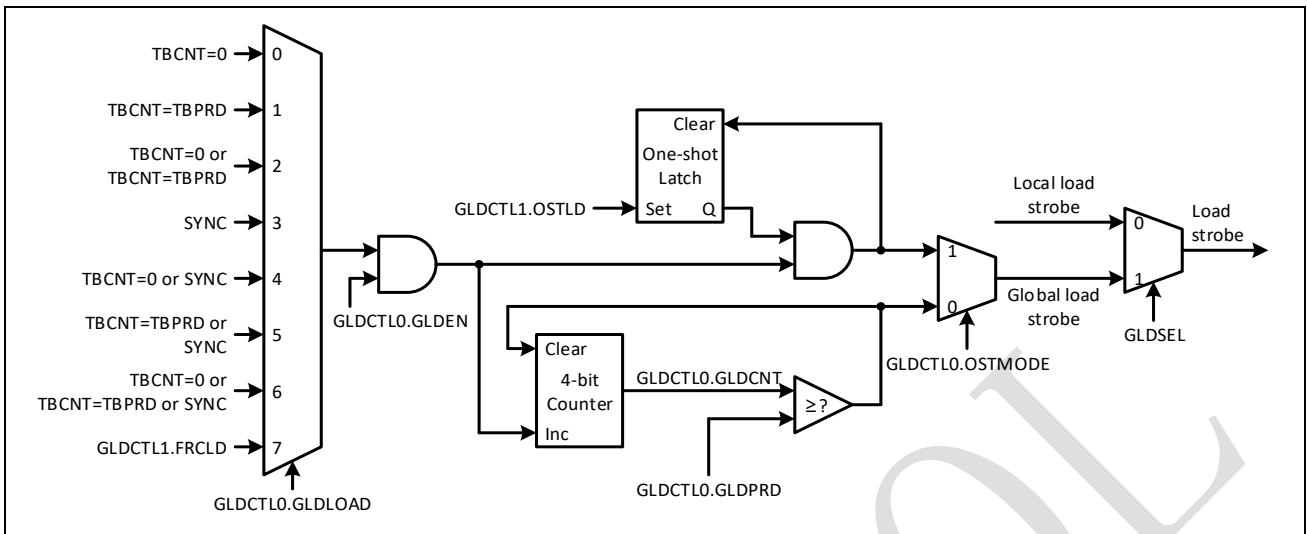 TBCNT=0
0
TBCNT=TBPRD
1
TBCNT=0 or
TBCNT=TBPRD
2
SYNC
3
TBCNT=0 or SYNC
4
TBCNT=TBPRD or
SYNC
5
TBCNT=0 or
TBCNT=TBPRD or SYNC
6
GLDCTL1.FRCLD
7
GLDCTL0.GLDLOAD
GLDCTL0.GLDEN
Clear
One-shot
Latch
Set Q
GLDCTL1.OSTLD
Clear
4-bit
Counter
Inc
GLDCTL0.GLDCNT
≥?
GLDCTL0.GLDPRD
1
0
GLDCTL0.OSTMODE
Local load
strobe
Global load
strobe
0
1
GLDSEL
Load
strobe